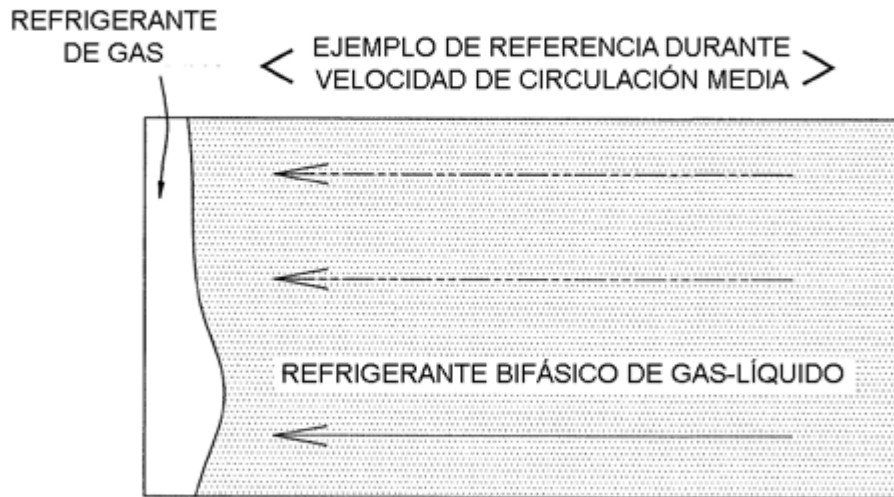 REFRIGERANTE
DE GAS
EJEMPLO DE REFERENCIA DURANTE
VELOCIDAD DE CIRCULACIÓN MEDIA
REFRIGERANTE BIFÁSICO DE GAS-LÍQUIDO